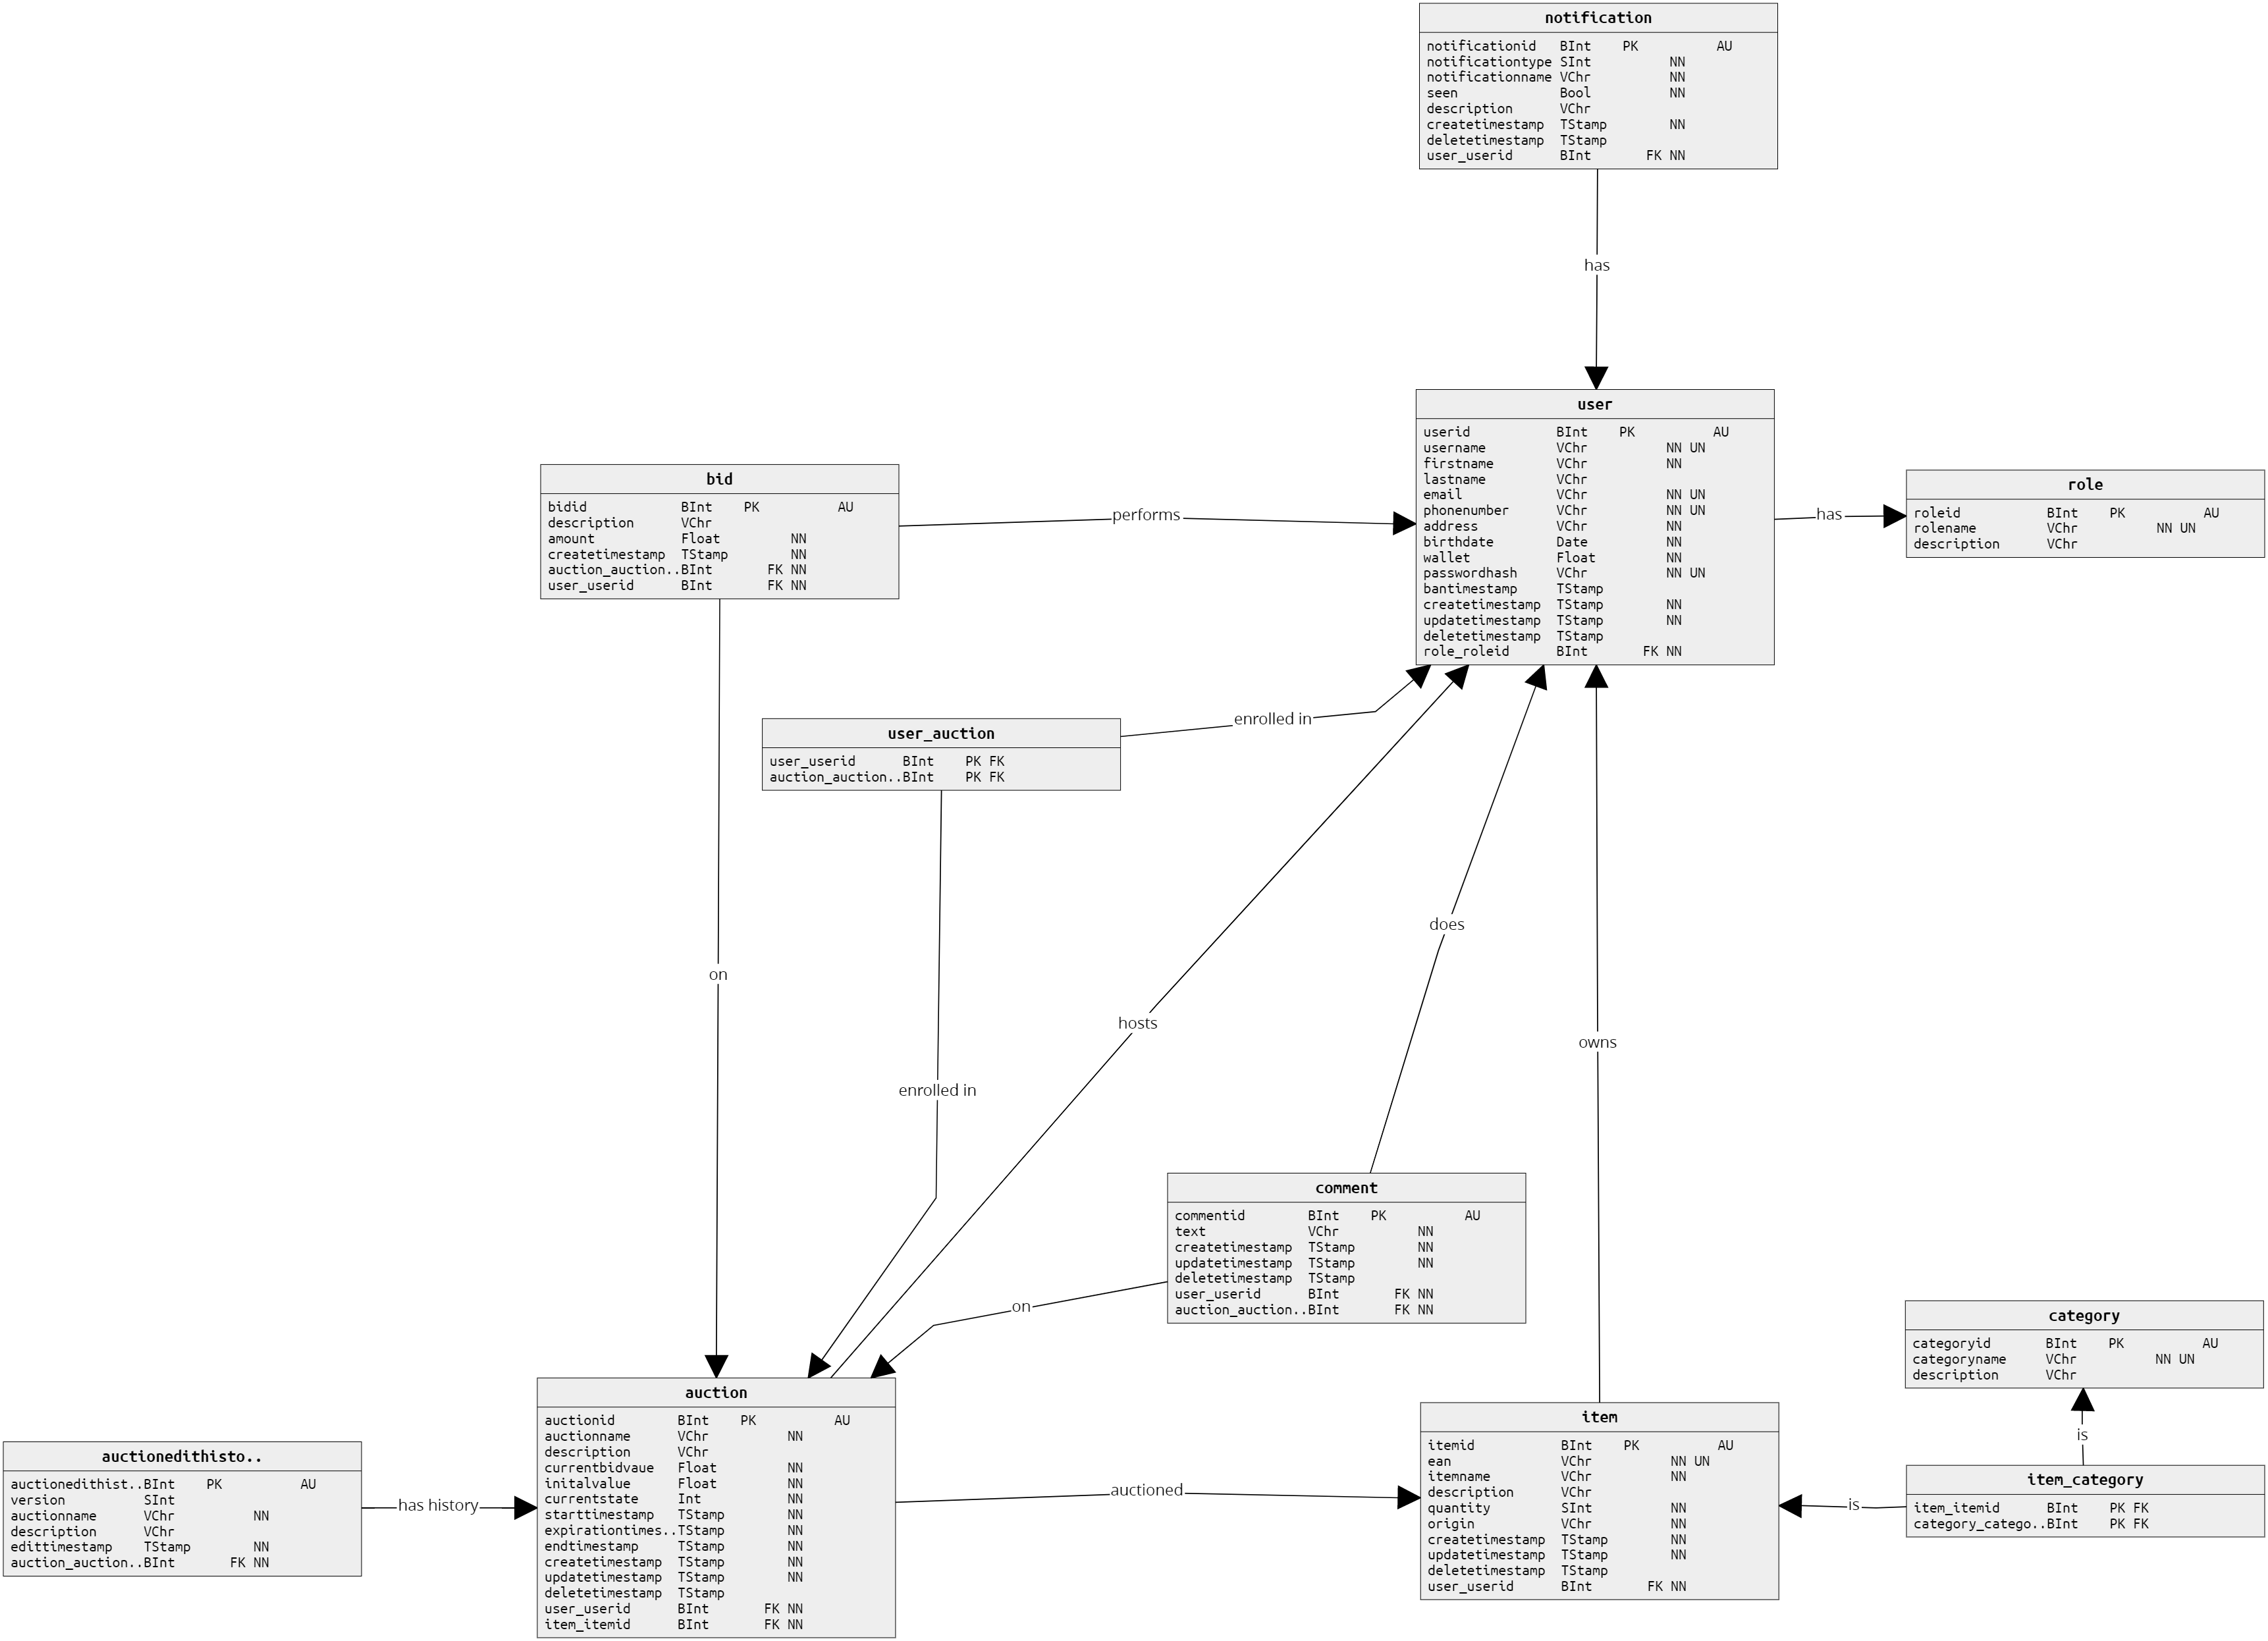 notification
notificationid BInt PK AU
notificationtype SInt NN
notificationname VChr NN
seen Bool NN
description VChr
createtimestamp TStamp NN
deletetimestamp TStamp
user_userid BInt FK NN
has
user
userid BInt PK AU
username VChr NN UN
firstname VChr NN
lastname VChr
email VChr NN UN
phonenumber VChr NN UN
address VChr NN
birthdate Date NN
wallet Float NN
passwordhash VChr NN UN
bantimestamp TStamp
createtimestamp TStamp NN
updatetimestamp TStamp NN
deletetimestamp TStamp
role_roleid BInt FK NN
bid
bidid BInt PK AU
description VChr
amount Float NN
createtimestamp TStamp NN
auction_auction..BInt FK NN
user_userid BInt FK NN
performs
has
role
roleid BInt PK AU
rolename VChr NN UN
description VChr
user_auction
user_userid BInt PK FK
auction_auction..BInt PK FK
enrolled in
does
on
hosts
owns
enrolled in
comment
commentid BInt PK AU
text VChr NN
createtimestamp TStamp NN
updatetimestamp TStamp NN
deletetimestamp TStamp
user_userid BInt FK NN
auction_auction..BInt FK NN
on
category
categoryid BInt PK AU
categoryname VChr NN UN
description VChr
is
auction
auctionid BInt PK AU
auctionname VChr NN
description VChr
currentbidvaue Float NN
initalvalue Float NN
currentstate Int NN
starttimestamp TStamp NN
expirationtimes..TStamp NN
endtimestamp TStamp NN
createtimestamp TStamp NN
updatetimestamp TStamp NN
deletetimestamp TStamp
user_userid BInt FK NN
item_itemid BInt FK NN
auctioned
item
itemid BInt PK AU
ean VChr NN UN
itemname VChr NN
description VChr
quantity SInt NN
origin VChr NN
createtimestamp TStamp NN
updatetimestamp TStamp NN
deletetimestamp TStamp
user_userid BInt FK NN
is
item_category
item_itemid BInt PK FK
category_catego..BInt PK FK
auctionedithisto..
auctionedithist..BInt PK AU
version SInt
auctionname VChr NN
description VChr
edittimestamp TStamp NN
auction_auction..BInt FK NN
has history